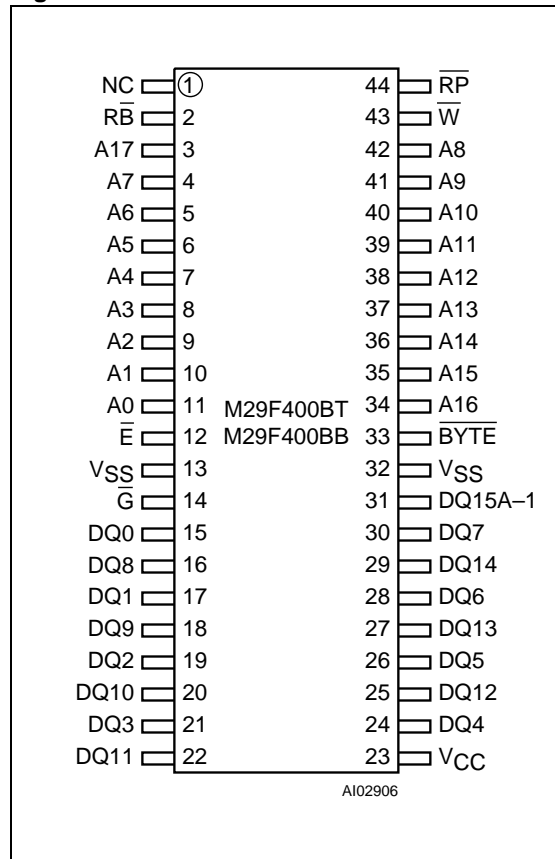 NC 1 44 R̅P̅
RB̅ 2 43 W̅
A17 3 42 A8
A7 4 41 A9
A6 5 40 A10
A5 6 39 A11
A4 7 38 A12
A3 8 37 A13
A2 9 36 A14
A1 10 35 A15
A0 11 M29F400BT 34 A16
E̅ 12 M29F400BB 33 B̅Y̅T̅E̅
VSS 13 32 VSS
G̅ 14 31 DQ15A–1
DQ0 15 30 DQ7
DQ8 16 29 DQ14
DQ1 17 28 DQ6
DQ9 18 27 DQ13
DQ2 19 26 DQ5
DQ10 20 25 DQ12
DQ3 21 24 DQ4
DQ11 22 23 VCC
AI02906